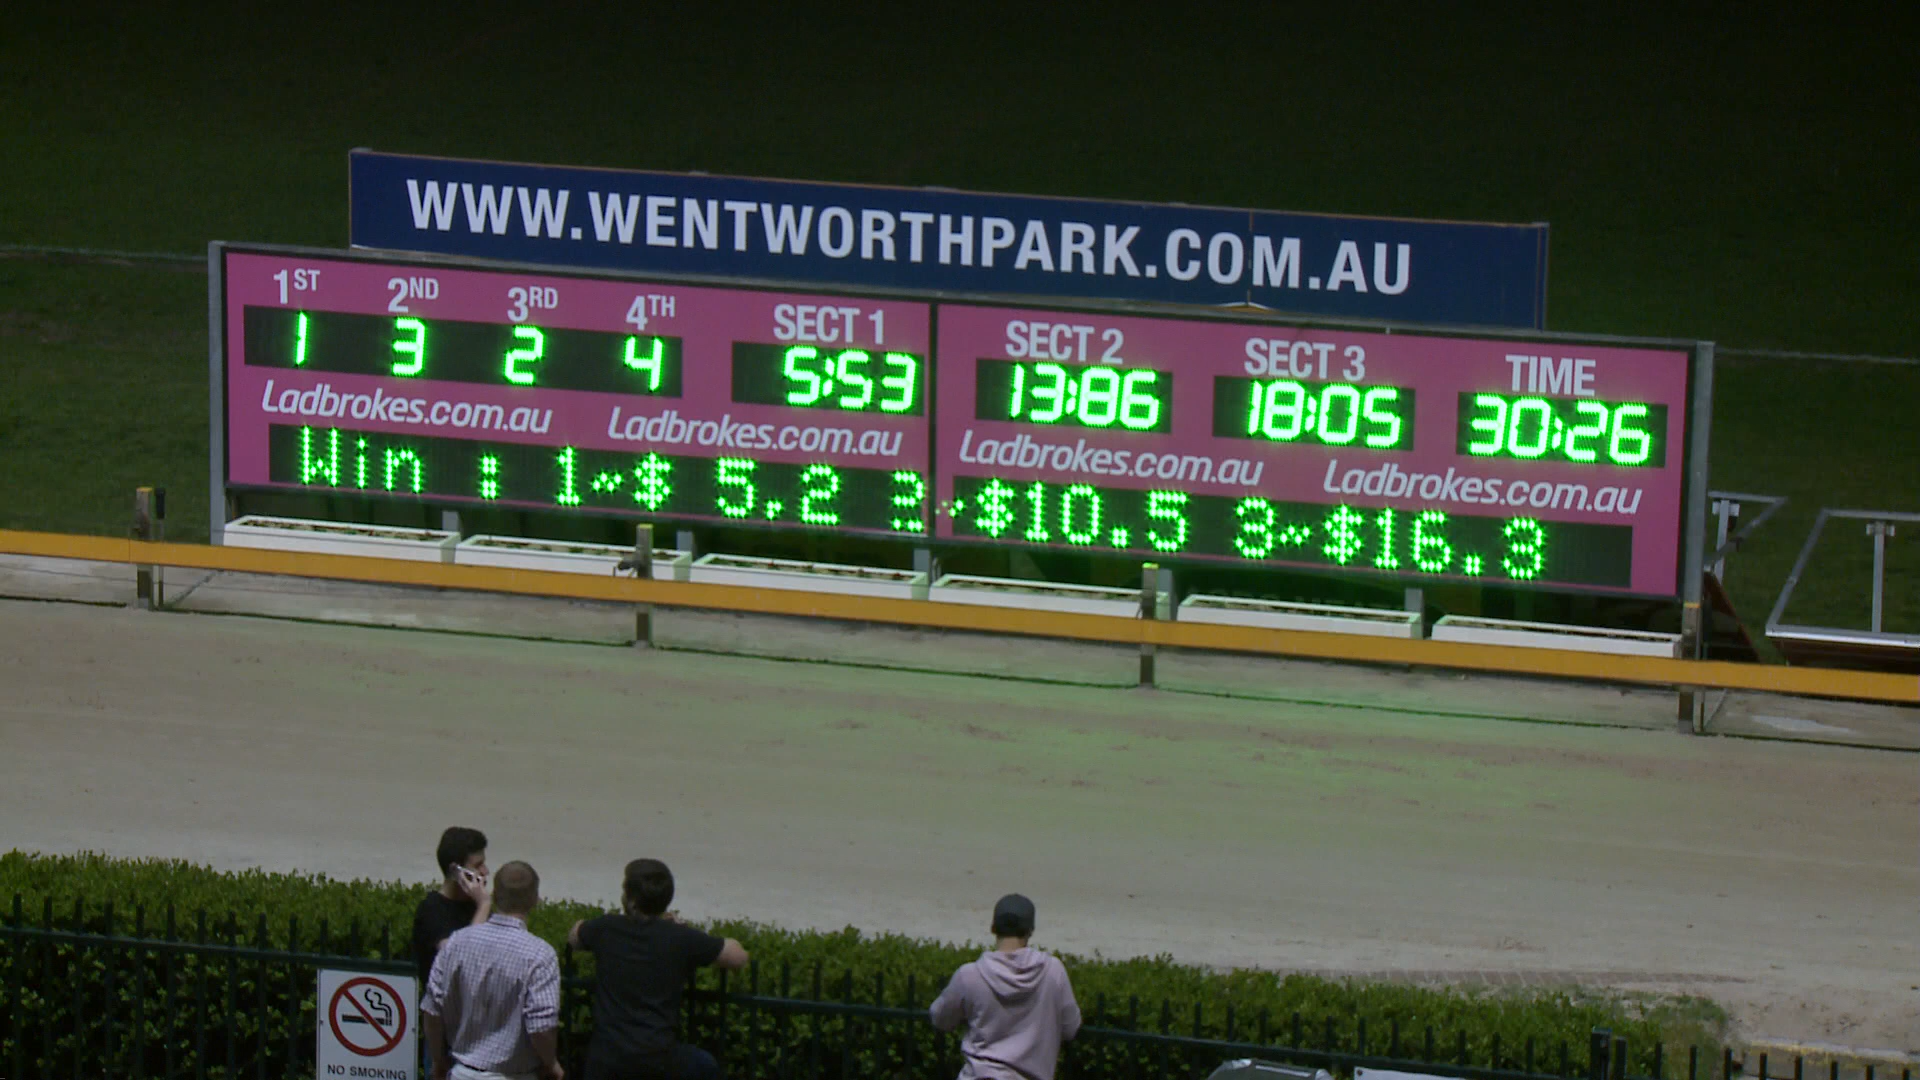 WWW.WENTWORTHPARK.COM.AU
1ST 2ND 3RD 4TH SECT 1 SECT 2 SECT 3 TIME
1 3 2 4 5:53 13:86 18:05 30:26
Ladbrokes.com.au Ladbrokes.com.au Ladbrokes.com.au Ladbrokes.com.au
Win : 1~$ 5.2 2~$10.5 3~$16.3
NO SMOKING